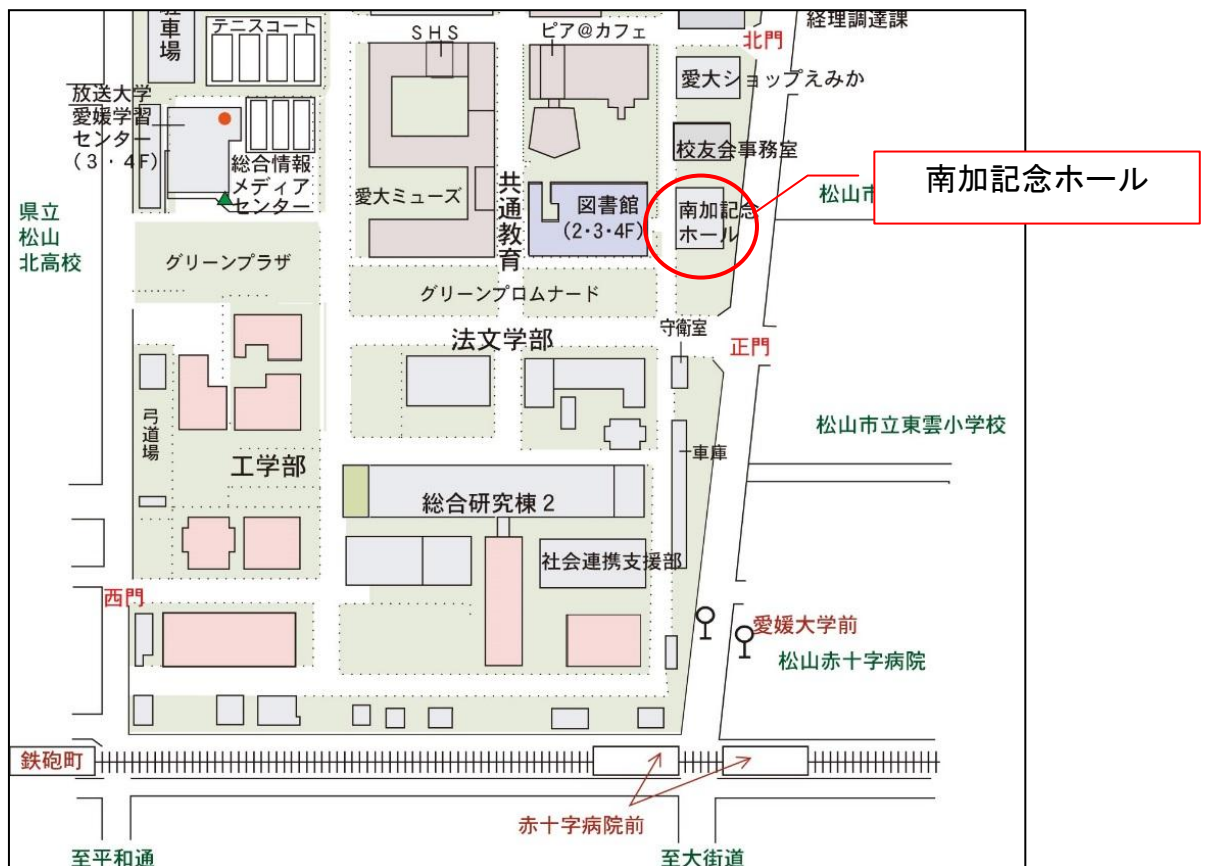 経理調達課
駐車場
テニスコート
SHS
ピア@カフェ
北門
愛大ショップえみか
放送大学
愛媛学習
センター
(3・4F)
総合情報
メディア
センター
校友会事務室
南加記念ホール
県立
松山
北高校
愛大ミューズ
共通教育
図書館
(2・3・4F)
南加記念
ホール
松山市
グリーンプラザ
グリーンプロムナード
法文学部
守衛室
正門
弓道場
工学部
松山市立東雲小学校
車庫
総合研究棟2
社会連携支援部
西門
愛媛大学前
松山赤十字病院
鉄砲町
赤十字病院前
至平和通
至大街道